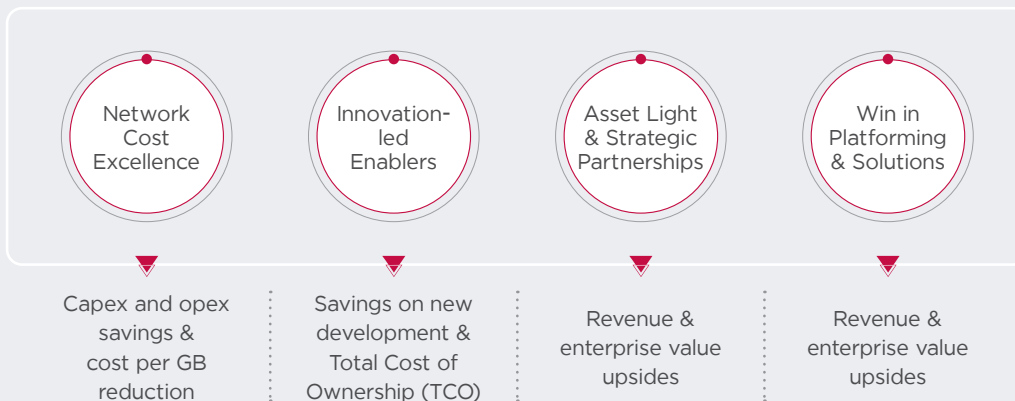 Network
Cost
Excellence
Innovation-
led
Enablers
Asset Light
& Strategic
Partnerships
Win in
Platforming
& Solutions
Capex and opex
savings &
cost per GB
reduction
Savings on new
development &
Total Cost of
Ownership (TCO)
Revenue &
enterprise value
upsides
Revenue &
enterprise value
upsides